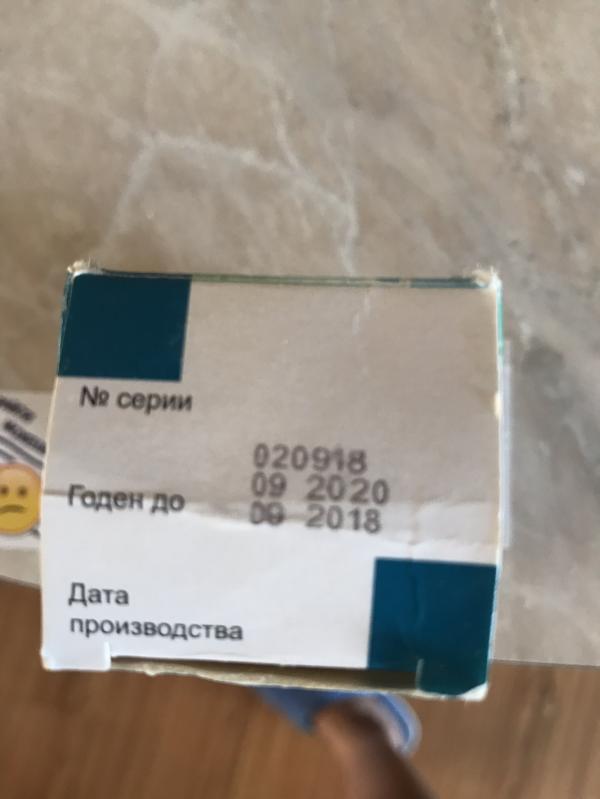 № серии
020918
Годен до
09 2020
09 2018
Дата
производства